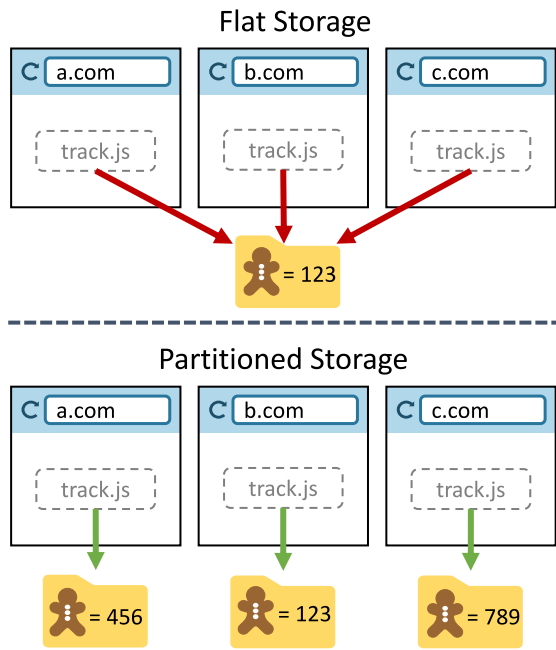 Flat Storage
a.com b.com c.com
track.js track.js track.js
= 123
Partitioned Storage
a.com b.com c.com
track.js track.js track.js
= 456 = 123 = 789